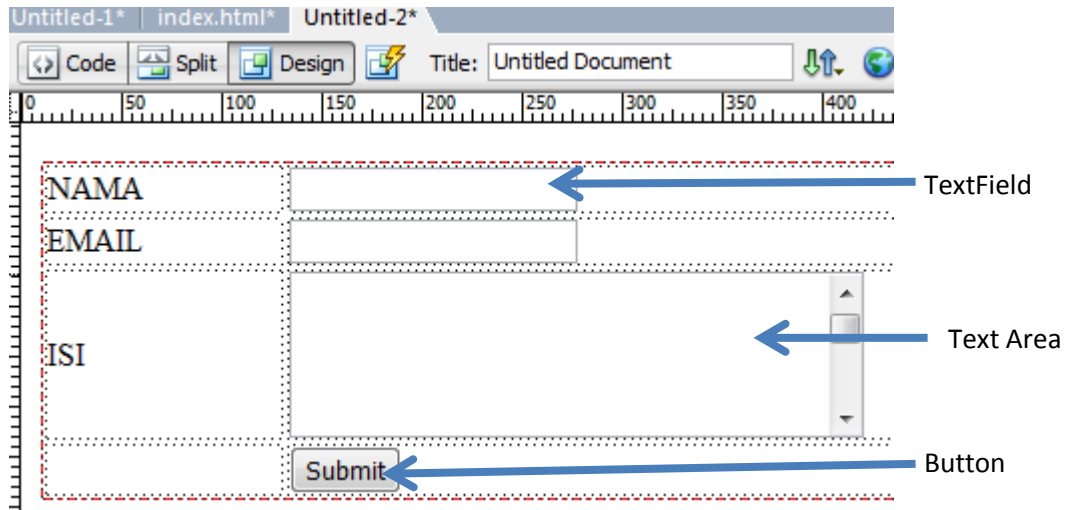 Untitled-1* index.html* Untitled-2*
Code Split Design Title: Untitled Document
0 50 100 150 200 250 300 350 400
NAMA TextField
EMAIL
ISI Text Area
Submit Button